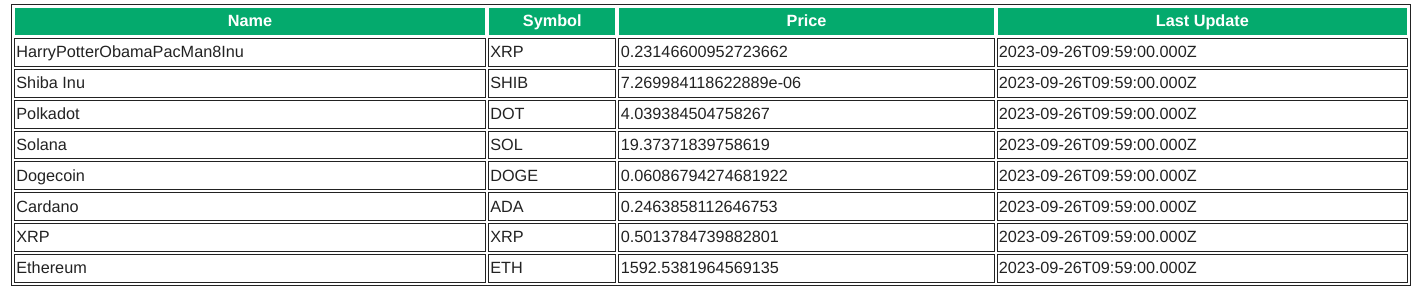 Name Symbol Price Last Update
HarryPotterObamaPacMan8Inu XRP 0.23146600952723662 2023-09-26T09:59:00.000Z
Shiba Inu SHIB 7.269984118622889e-06 2023-09-26T09:59:00.000Z
Polkadot DOT 4.039384504758267 2023-09-26T09:59:00.000Z
Solana SOL 19.37371839758619 2023-09-26T09:59:00.000Z
Dogecoin DOGE 0.06086794274681922 2023-09-26T09:59:00.000Z
Cardano ADA 0.2463858112646753 2023-09-26T09:59:00.000Z
XRP XRP 0.5013784739882801 2023-09-26T09:59:00.000Z
Ethereum ETH 1592.5381964569135 2023-09-26T09:59:00.000Z